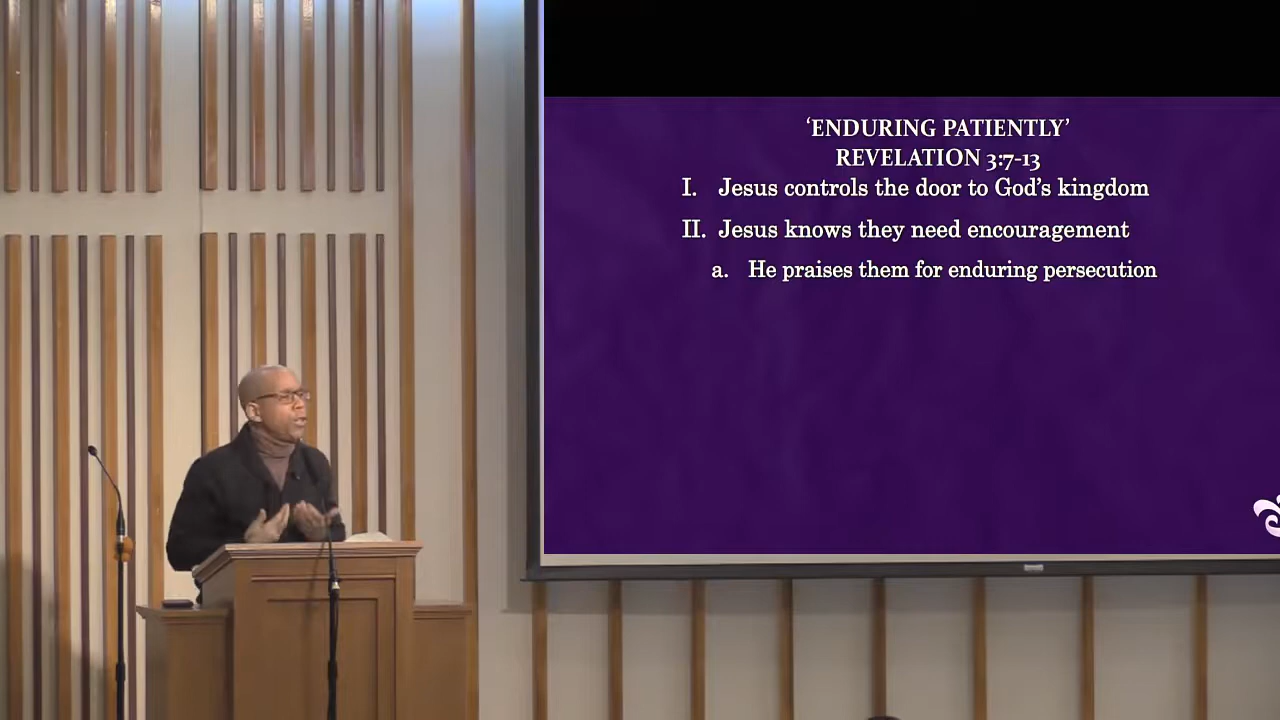 ‘ENDURING PATIENTLY’
REVELATION 3:7-13
I. Jesus controls the door to God’s kingdom
II. Jesus knows they need encouragement
a. He praises them for enduring persecution